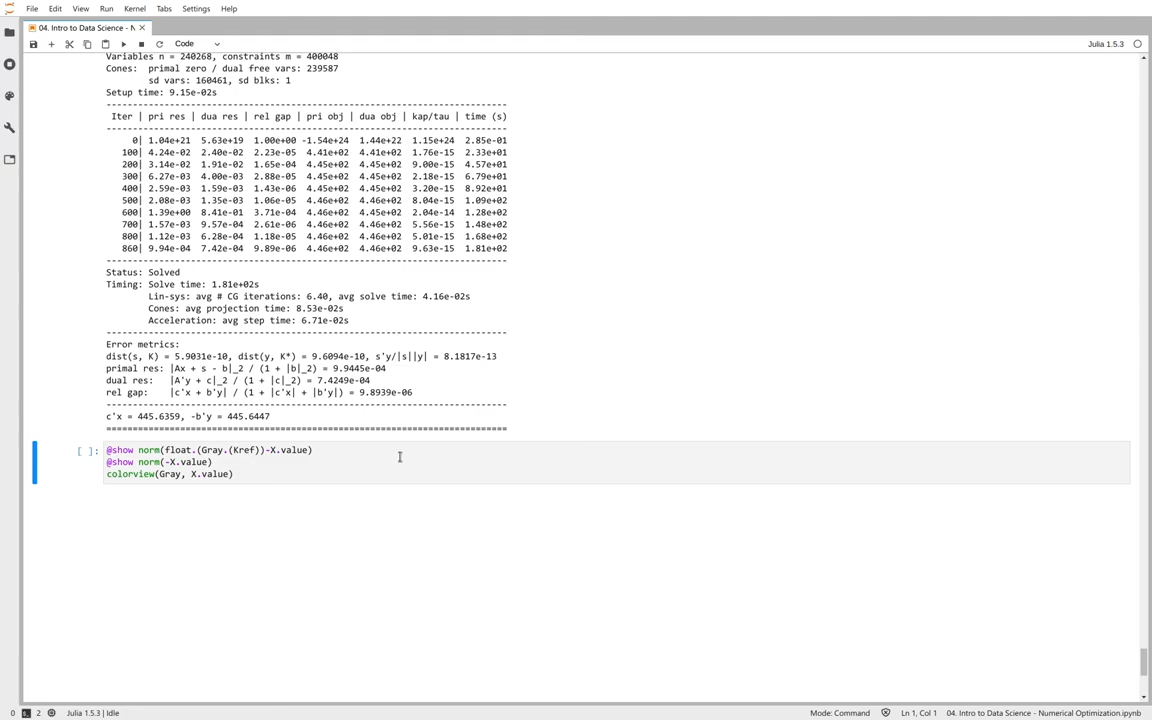 File Edit View Run Kernel Tabs Settings Help
04. Intro to Data Science - N
Code
Julia 1.5.3
Variables n = 240268, constraints m = 400048
Cones: primal zero / dual free vars: 239587
sd vars: 160461, sd blks: 1
Setup time: 9.15e-02s
----------------------------------------------------------------------------
Iter | pri res | dua res | rel gap | pri obj | dua obj | kap/tau | time (s)
----------------------------------------------------------------------------
0| 1.04e+21 5.63e+19 1.00e+00 -1.54e+24 1.44e+22 1.15e+24 2.85e-01
100| 4.24e-02 2.40e-02 2.23e-05 4.41e+02 4.41e+02 1.76e-15 2.33e+01
200| 3.14e-02 1.91e-02 1.65e-04 4.45e+02 4.45e+02 9.00e-15 4.57e+01
300| 6.27e-03 4.00e-03 2.88e-05 4.45e+02 4.45e+02 2.18e-15 6.79e+01
400| 2.59e-03 1.59e-03 1.43e-06 4.45e+02 4.45e+02 3.20e-15 8.92e+01
500| 2.08e-03 1.35e-03 1.06e-05 4.46e+02 4.46e+02 8.04e-15 1.09e+02
600| 1.39e+00 8.41e-01 3.71e-04 4.46e+02 4.45e+02 2.04e-14 1.28e+02
700| 1.57e-03 9.57e-04 2.61e-06 4.46e+02 4.46e+02 5.56e-15 1.48e+02
800| 1.12e-03 6.28e-04 1.18e-05 4.46e+02 4.46e+02 5.01e-15 1.68e+02
860| 9.94e-04 7.42e-04 9.89e-06 4.46e+02 4.46e+02 9.63e-15 1.81e+02
----------------------------------------------------------------------------
Status: Solved
Timing: Solve time: 1.81e+02s
Lin-sys: avg # CG iterations: 6.40, avg solve time: 4.16e-02s
Cones: avg projection time: 8.53e-02s
Acceleration: avg step time: 6.71e-02s
----------------------------------------------------------------------------
Error metrics:
dist(s, K) = 5.9031e-10, dist(y, K*) = 9.6094e-10, s'y/|s||y| = 8.1817e-13
primal res: |Ax + s - b|_2 / (1 + |b|_2) = 9.9445e-04
dual res: |A'y + c|_2 / (1 + |c|_2) = 7.4249e-04
rel gap: |c'x + b'y| / (1 + |c'x| + |b'y|) = 9.8939e-06
----------------------------------------------------------------------------
c'x = 445.6359, -b'y = 445.6447
============================================================================
[ ]: @show norm(float.(Gray.(Kref))-X.value)
@show norm(-X.value)
colorview(Gray, X.value)
0 2 Julia 1.5.3 | Idle Mode: Command Ln 1, Col 1 04. Intro to Data Science - Numerical Optimization.ipynb